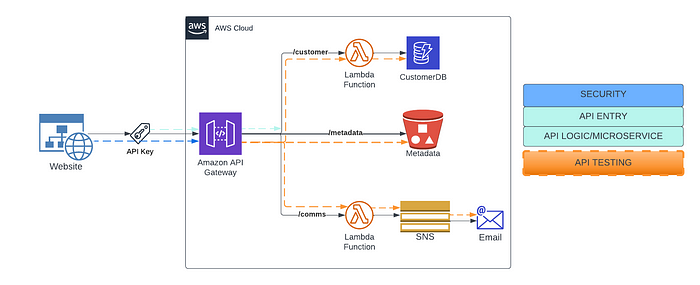 aws
AWS Cloud
/customer
Lambda
Function
CustomerDB
SECURITY
API ENTRY
API LOGIC/MICROSERVICE
API TESTING
API Key
Website
Amazon API
Gateway
/metadata
Metadata
/comms
Lambda
Function
SNS
@
Email